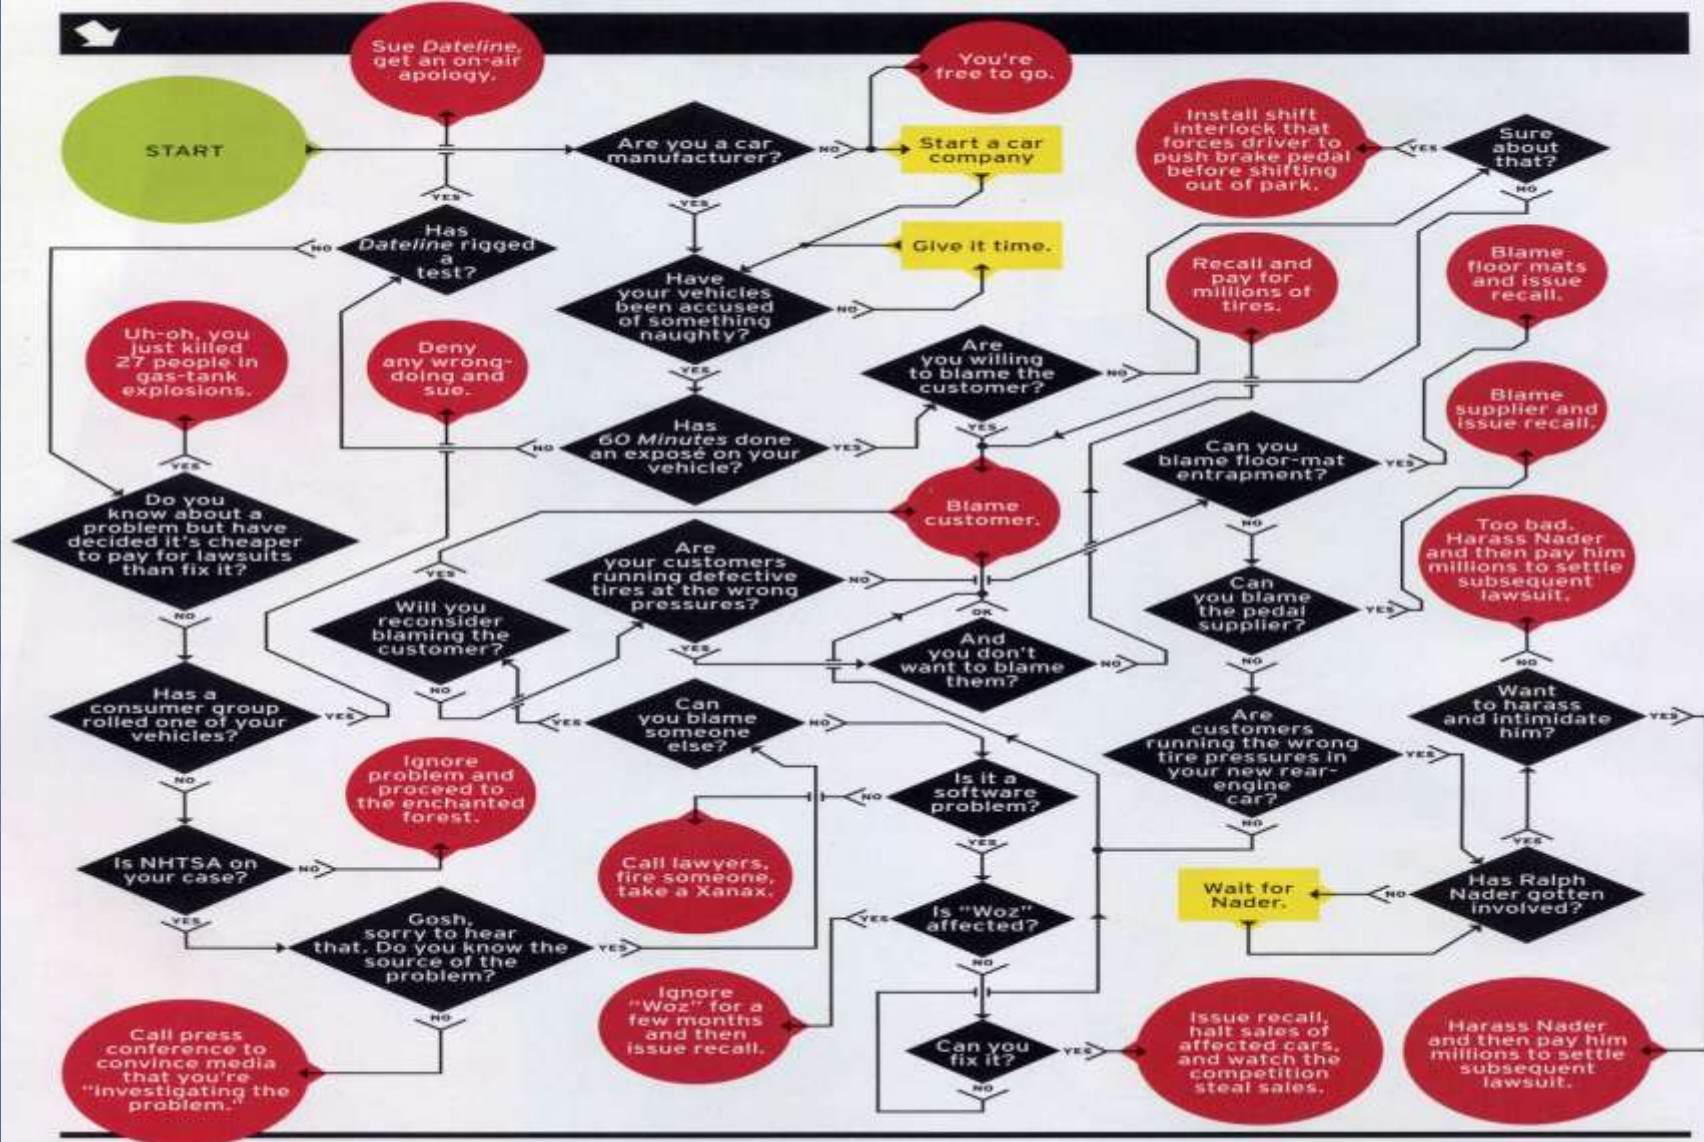 Sue Dateline,
get an on-air
apology.
You're
free to go.
START
Are you a car
manufacturer?
NO
Start a car
company
Install shift
interlock that
forces driver to
push brake pedal
before shifting
out of park.
YES
Sure
about
that?
YES
YES
NO
Has
Dateline rigged
a
test?
NO
Give it time.
Have
your vehicles
been accused
of something
naughty?
NO
Recall and
pay for
millions of
tires.
Blame
floor mats
and issue
recall.
Uh-oh, you
just killed
27 people in
gas-tank
explosions.
Deny
any wrong-
doing and
sue.
YES
Are
you willing
to blame the
customer?
NO
Blame
supplier and
issue recall.
Has
60 Minutes done
an exposé on your
vehicle?
NO
YES
YES
Can you
blame floor-mat
entrapment?
YES
YES
Do you
know about a
problem but have
decided it's cheaper
to pay for lawsuits
than fix it?
Blame
customer.
NO
Too bad.
Harass Nader
and then pay him
millions to settle
subsequent
lawsuit.
Are
your customers
running defective
tires at the wrong
pressures?
NO
YES
Will you
reconsider
blaming the
customer?
Can
you blame
the pedal
supplier?
YES
NO
OK
And
you don't
want to blame
them?
NO
YES
NO
NO
Has a
consumer group
rolled one of your
vehicles?
YES
NO
Can
you blame
someone
else?
YES
NO
Are
customers
running the wrong
tire pressures in
your new rear-
engine
car?
YES
Want
to harass
and intimidate
him?
YES
NO
Ignore
problem and
proceed to
the enchanted
forest.
Is it a
software
problem?
NO
NO
YES
YES
Is NHTSA on
your case?
NO
Call lawyers,
fire someone,
take a Xanax.
Wait for
Nader.
Has Ralph
Nader gotten
involved?
NO
YES
Gosh,
sorry to hear
that. Do you know the
source of the
problem?
YES
Is "Woz"
affected?
YES
NO
NO
Call press
conference to
convince media
that you're
"investigating the
problem."
Ignore
"Woz" for a
few months
and then
issue recall.
Can you
fix it?
YES
NO
Issue recall,
halt sales of
affected cars,
and watch the
competition
steal sales.
Harass Nader
and then pay him
millions to settle
subsequent
lawsuit.